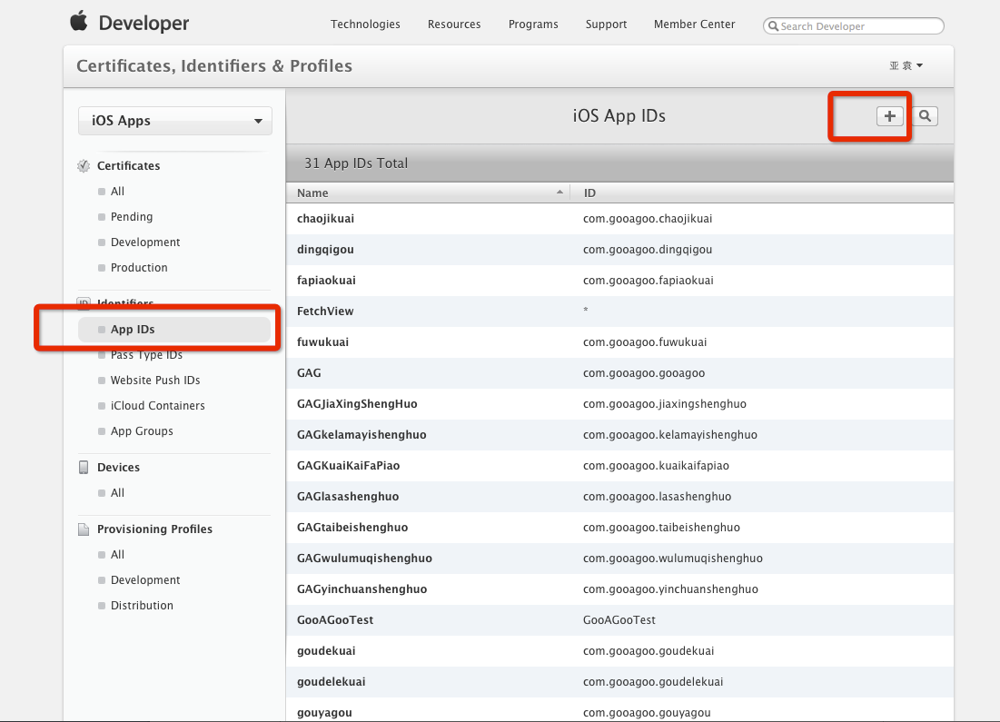 Developer
Technologies Resources Programs Support Member Center Search Developer
Certificates, Identifiers & Profiles
亚 袁
iOS Apps
Certificates
All
Pending
Development
Production
ID Identifiers
App IDs
Pass Type IDs
Website Push IDs
iCloud Containers
App Groups
Devices
All
Provisioning Profiles
All
Development
Distribution
iOS App IDs
31 App IDs Total
Name ID
chaojikuai com.gooagoo.chaojikuai
dingqigou com.gooagoo.dingqigou
fapiaokuai com.gooagoo.fapiaokuai
FetchView *
fuwukuai com.gooagoo.fuwukuai
GAG com.gooagoo.gooagoo
GAGJiaXingShengHuo com.gooagoo.jiaxingshenghuo
GAGkelamayishenghuo com.gooagoo.kelamayishenghuo
GAGKuaiKaiFaPiao com.gooagoo.kuaikaifapiao
GAGlasashenghuo com.gooagoo.lasashenghuo
GAGtaibeishenghuo com.gooagoo.taibeishenghuo
GAGwulumuqishenghuo com.gooagoo.wulumuqishenghuo
GAGyinchuanshenghuo com.gooagoo.yinchuanshenghuo
GooAGooTest GooAGooTest
goudekuai com.gooagoo.goudekuai
goudelekuai com.gooagoo.goudelekuai
gouyagou com.gooagoo.gouyagou